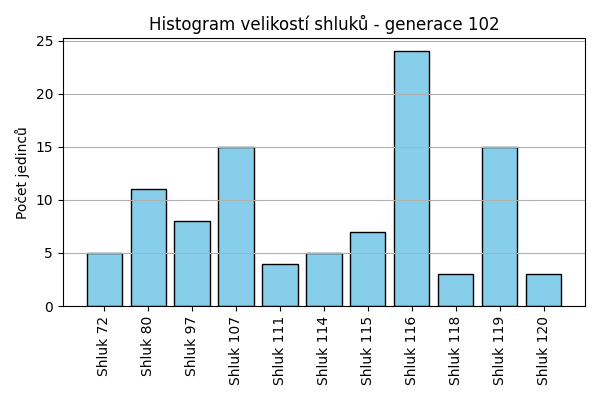 Histogram velikostí shluků - generace 102
Počet jedinců
25
20
15
10
5
0
Shluk 72
Shluk 80
Shluk 97
Shluk 107
Shluk 111
Shluk 114
Shluk 115
Shluk 116
Shluk 118
Shluk 119
Shluk 120